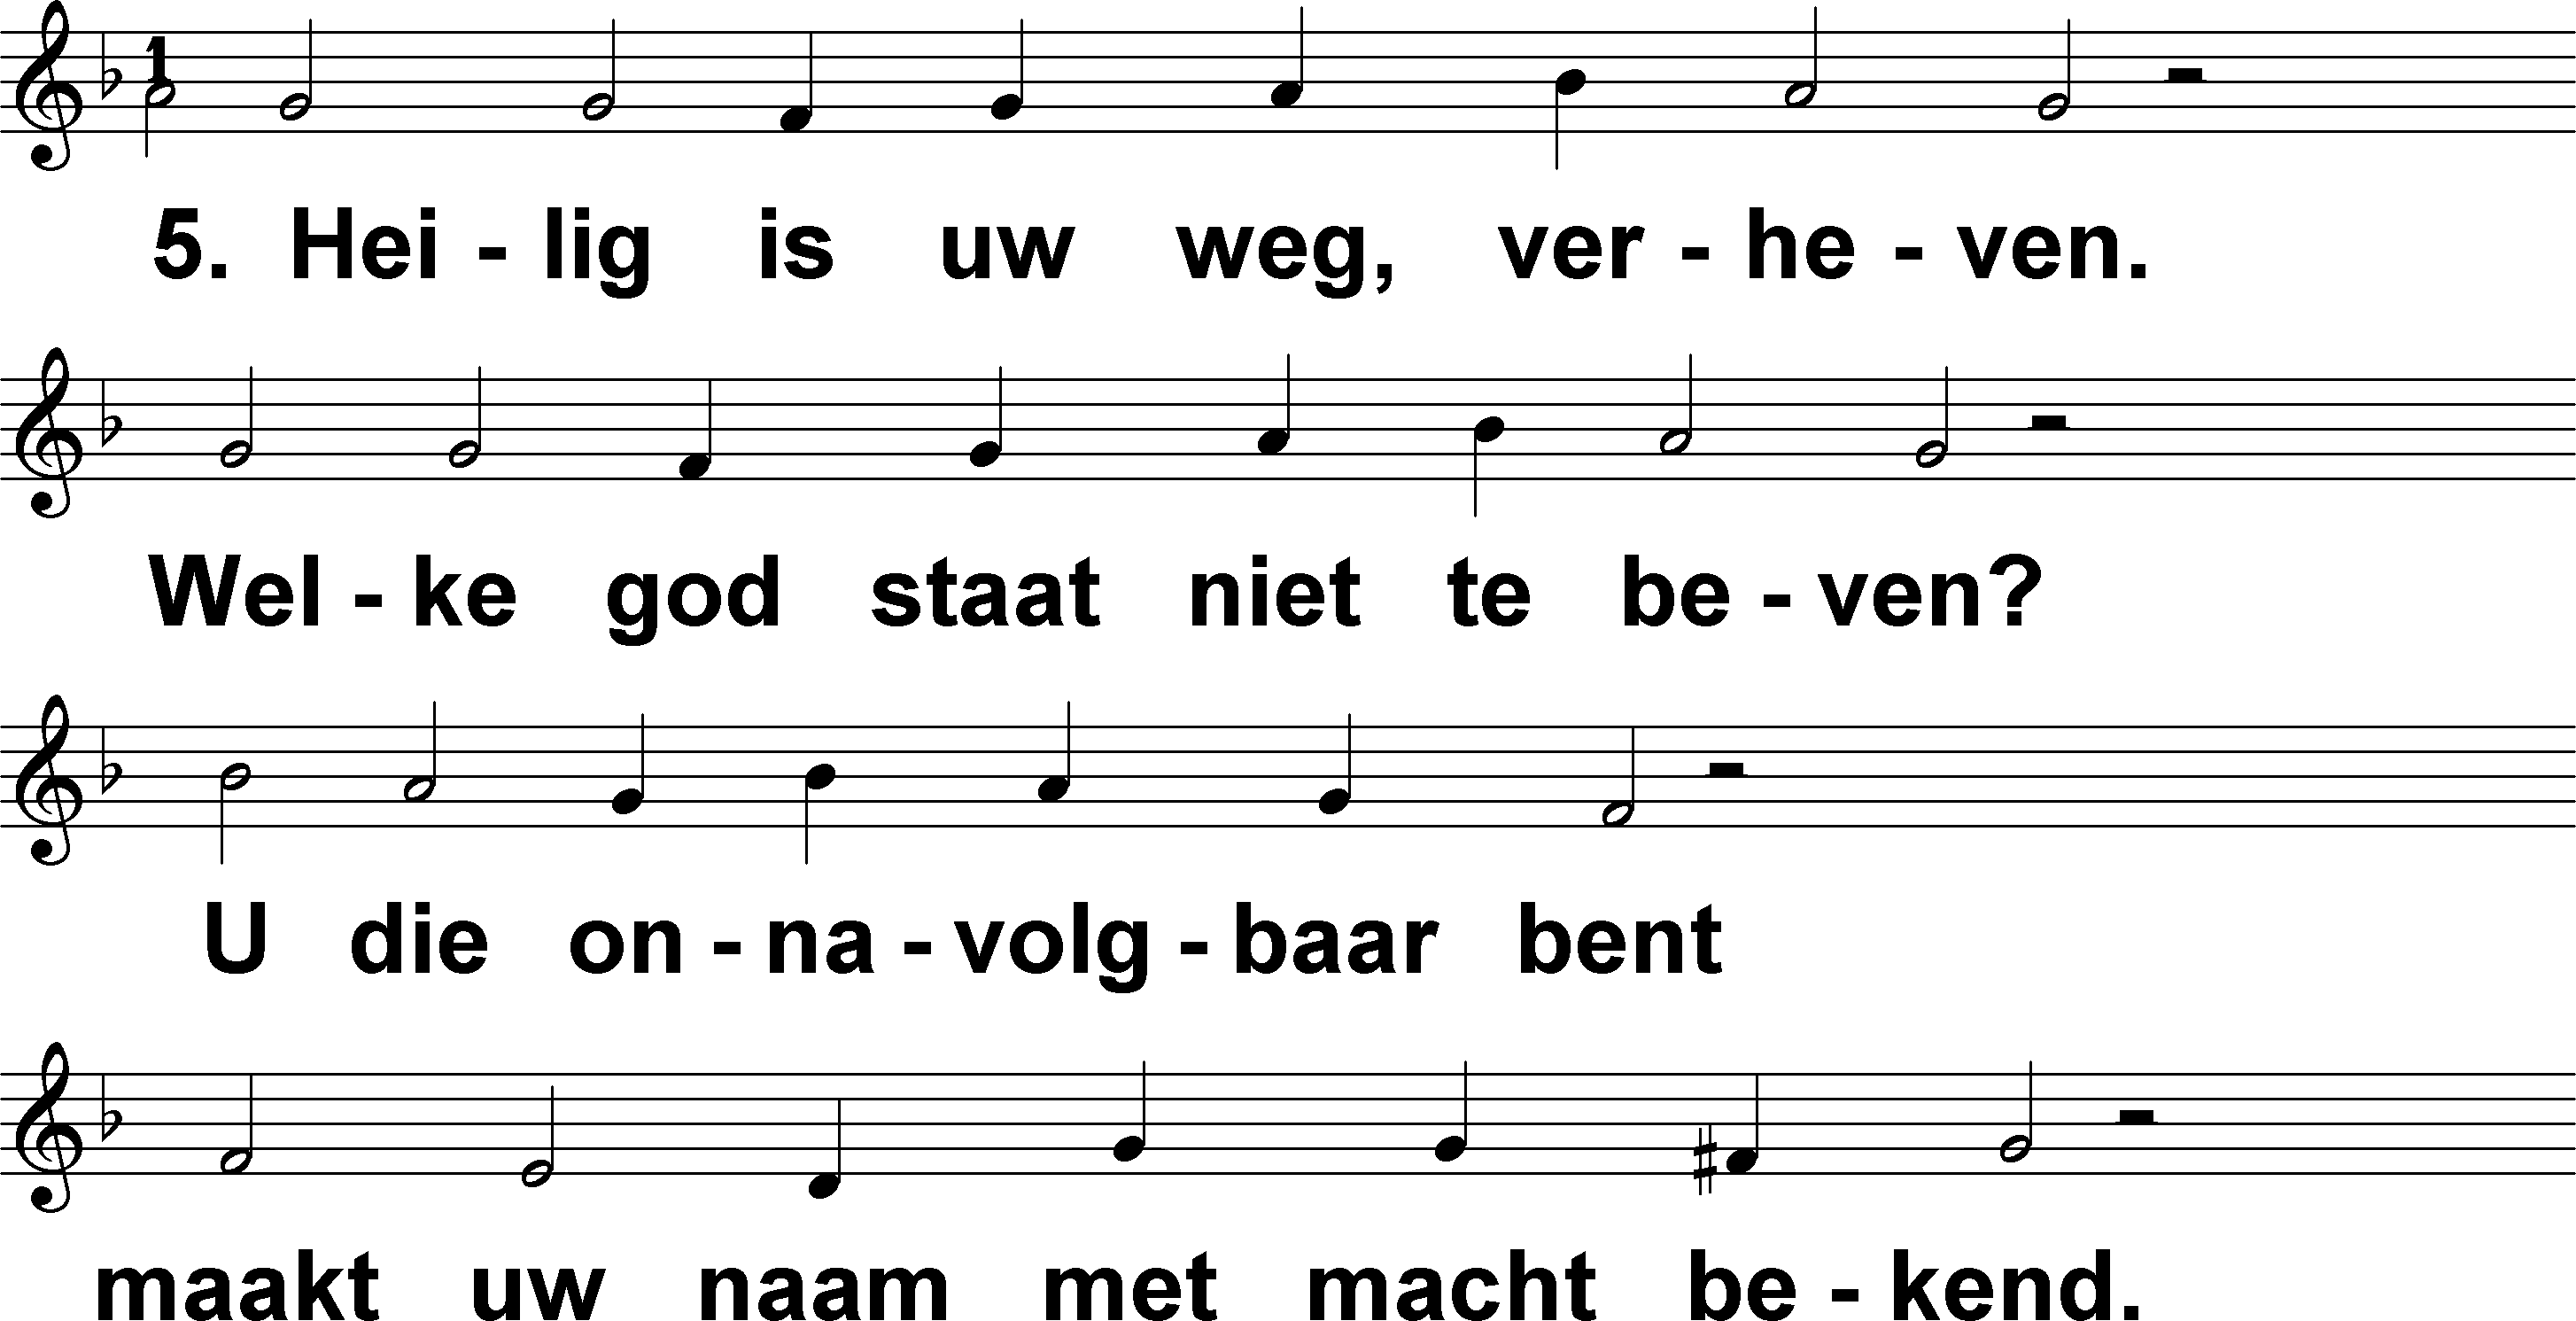 1
5. Hei - lig is uw weg, ver - he - ven.
Wel - ke god staat niet te be - ven?
U die on - na - volg - baar bent
maakt uw naam met macht be - kend.